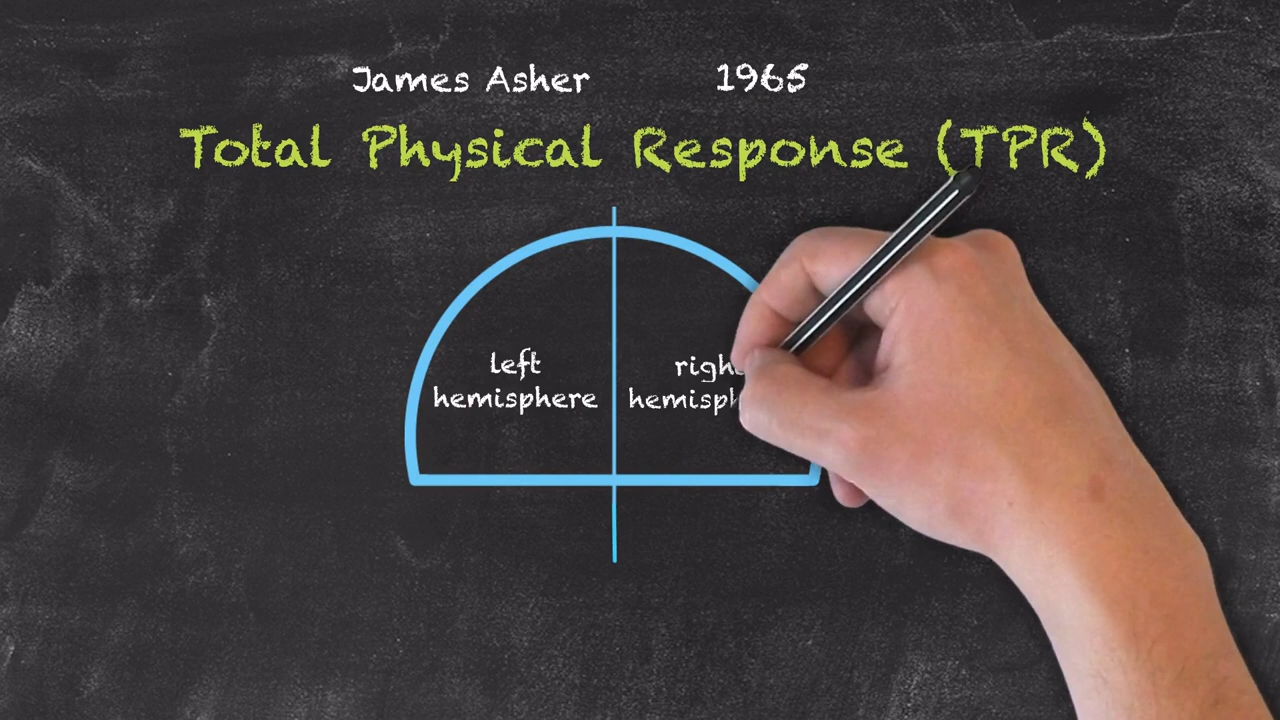 James Asher 1965
Total Physical Response (TPR)
left
hemisphere